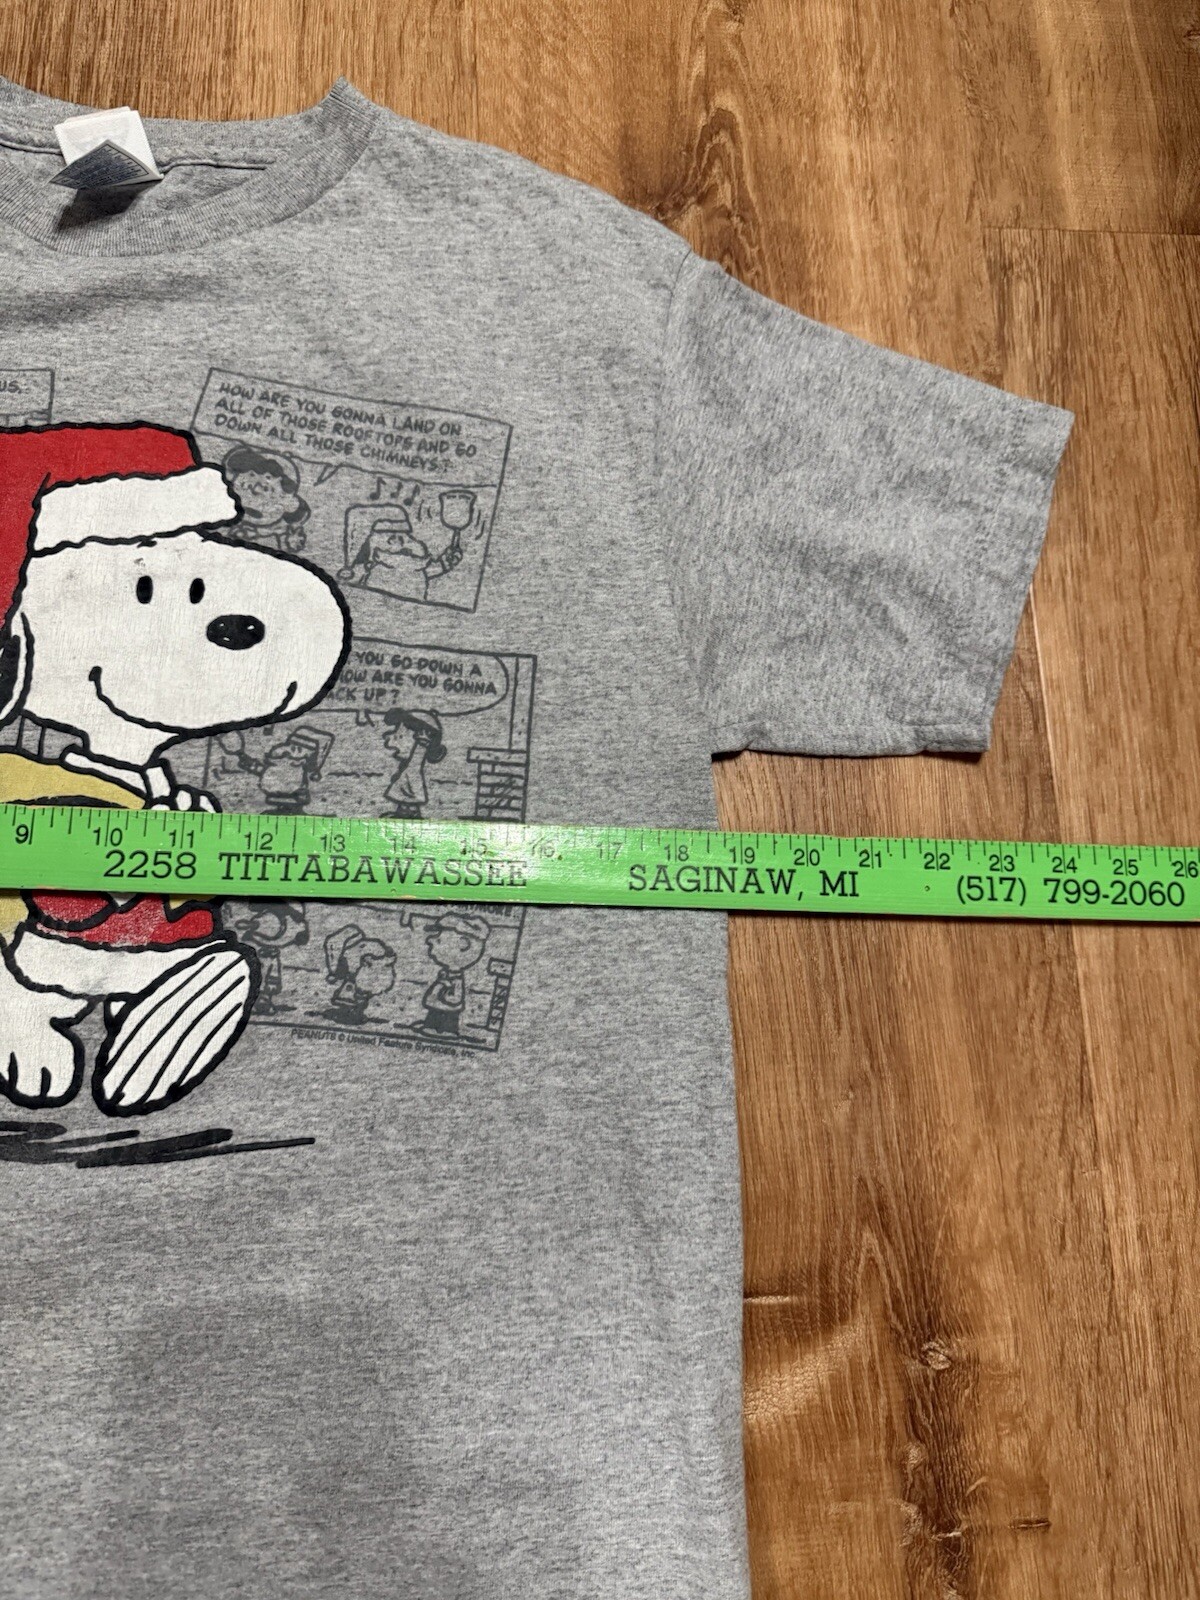 US.
HOW ARE YOU GONNA LAND ON
ALL OF THOSE ROOFTOPS AND GO
DOWN ALL THOSE CHIMNEYS?
YOU GO DOWN A
HOW ARE YOU GONNA
ACK UP?
9 10 11 12 13 14 15 16 17 18 19 20 21 22 23 24 25 26
2258 TITTABAWASSEE SAGINAW, MI (517) 799-2060
PEANUTS © United Feature Syndicate, Inc.